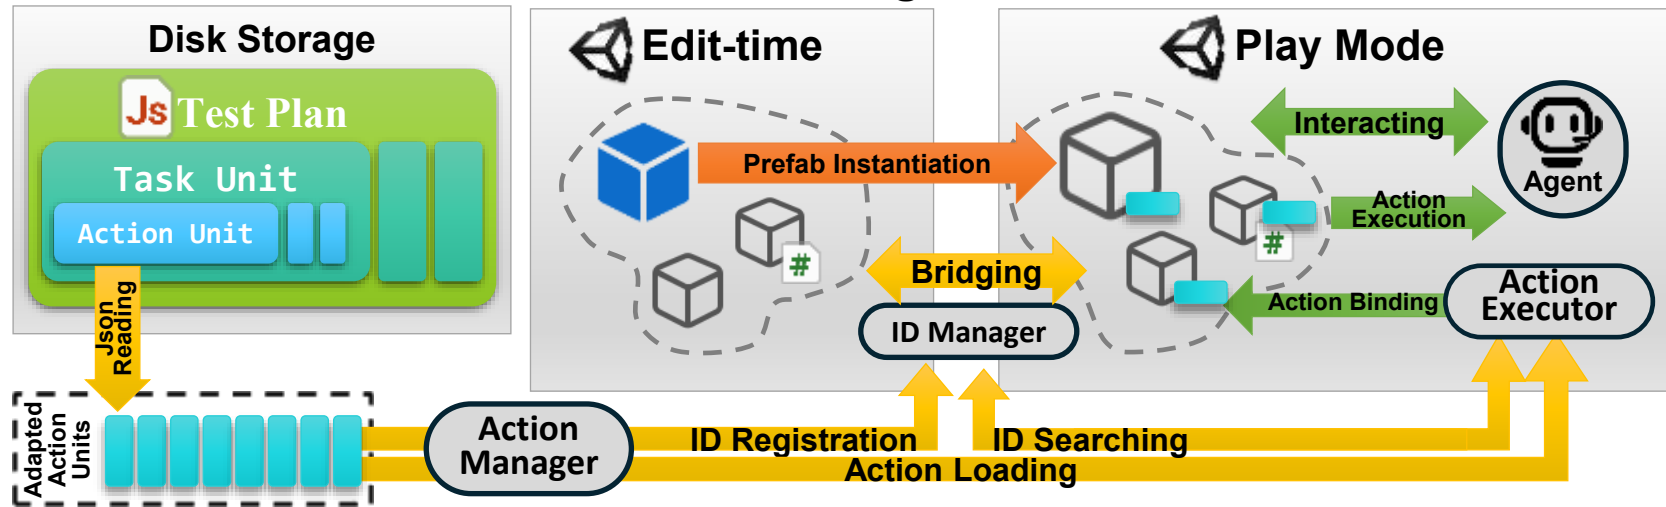 Disk Storage
Js Test Plan
Task Unit
Action Unit
Json
Reading
Adapted
Action
Units
Edit-time
Play Mode
Prefab Instantiation
#
#
Interacting
Agent
Action
Execution
Bridging
ID Manager
Action Binding
Action
Executor
Action
Manager
ID Registration
ID Searching
Action Loading